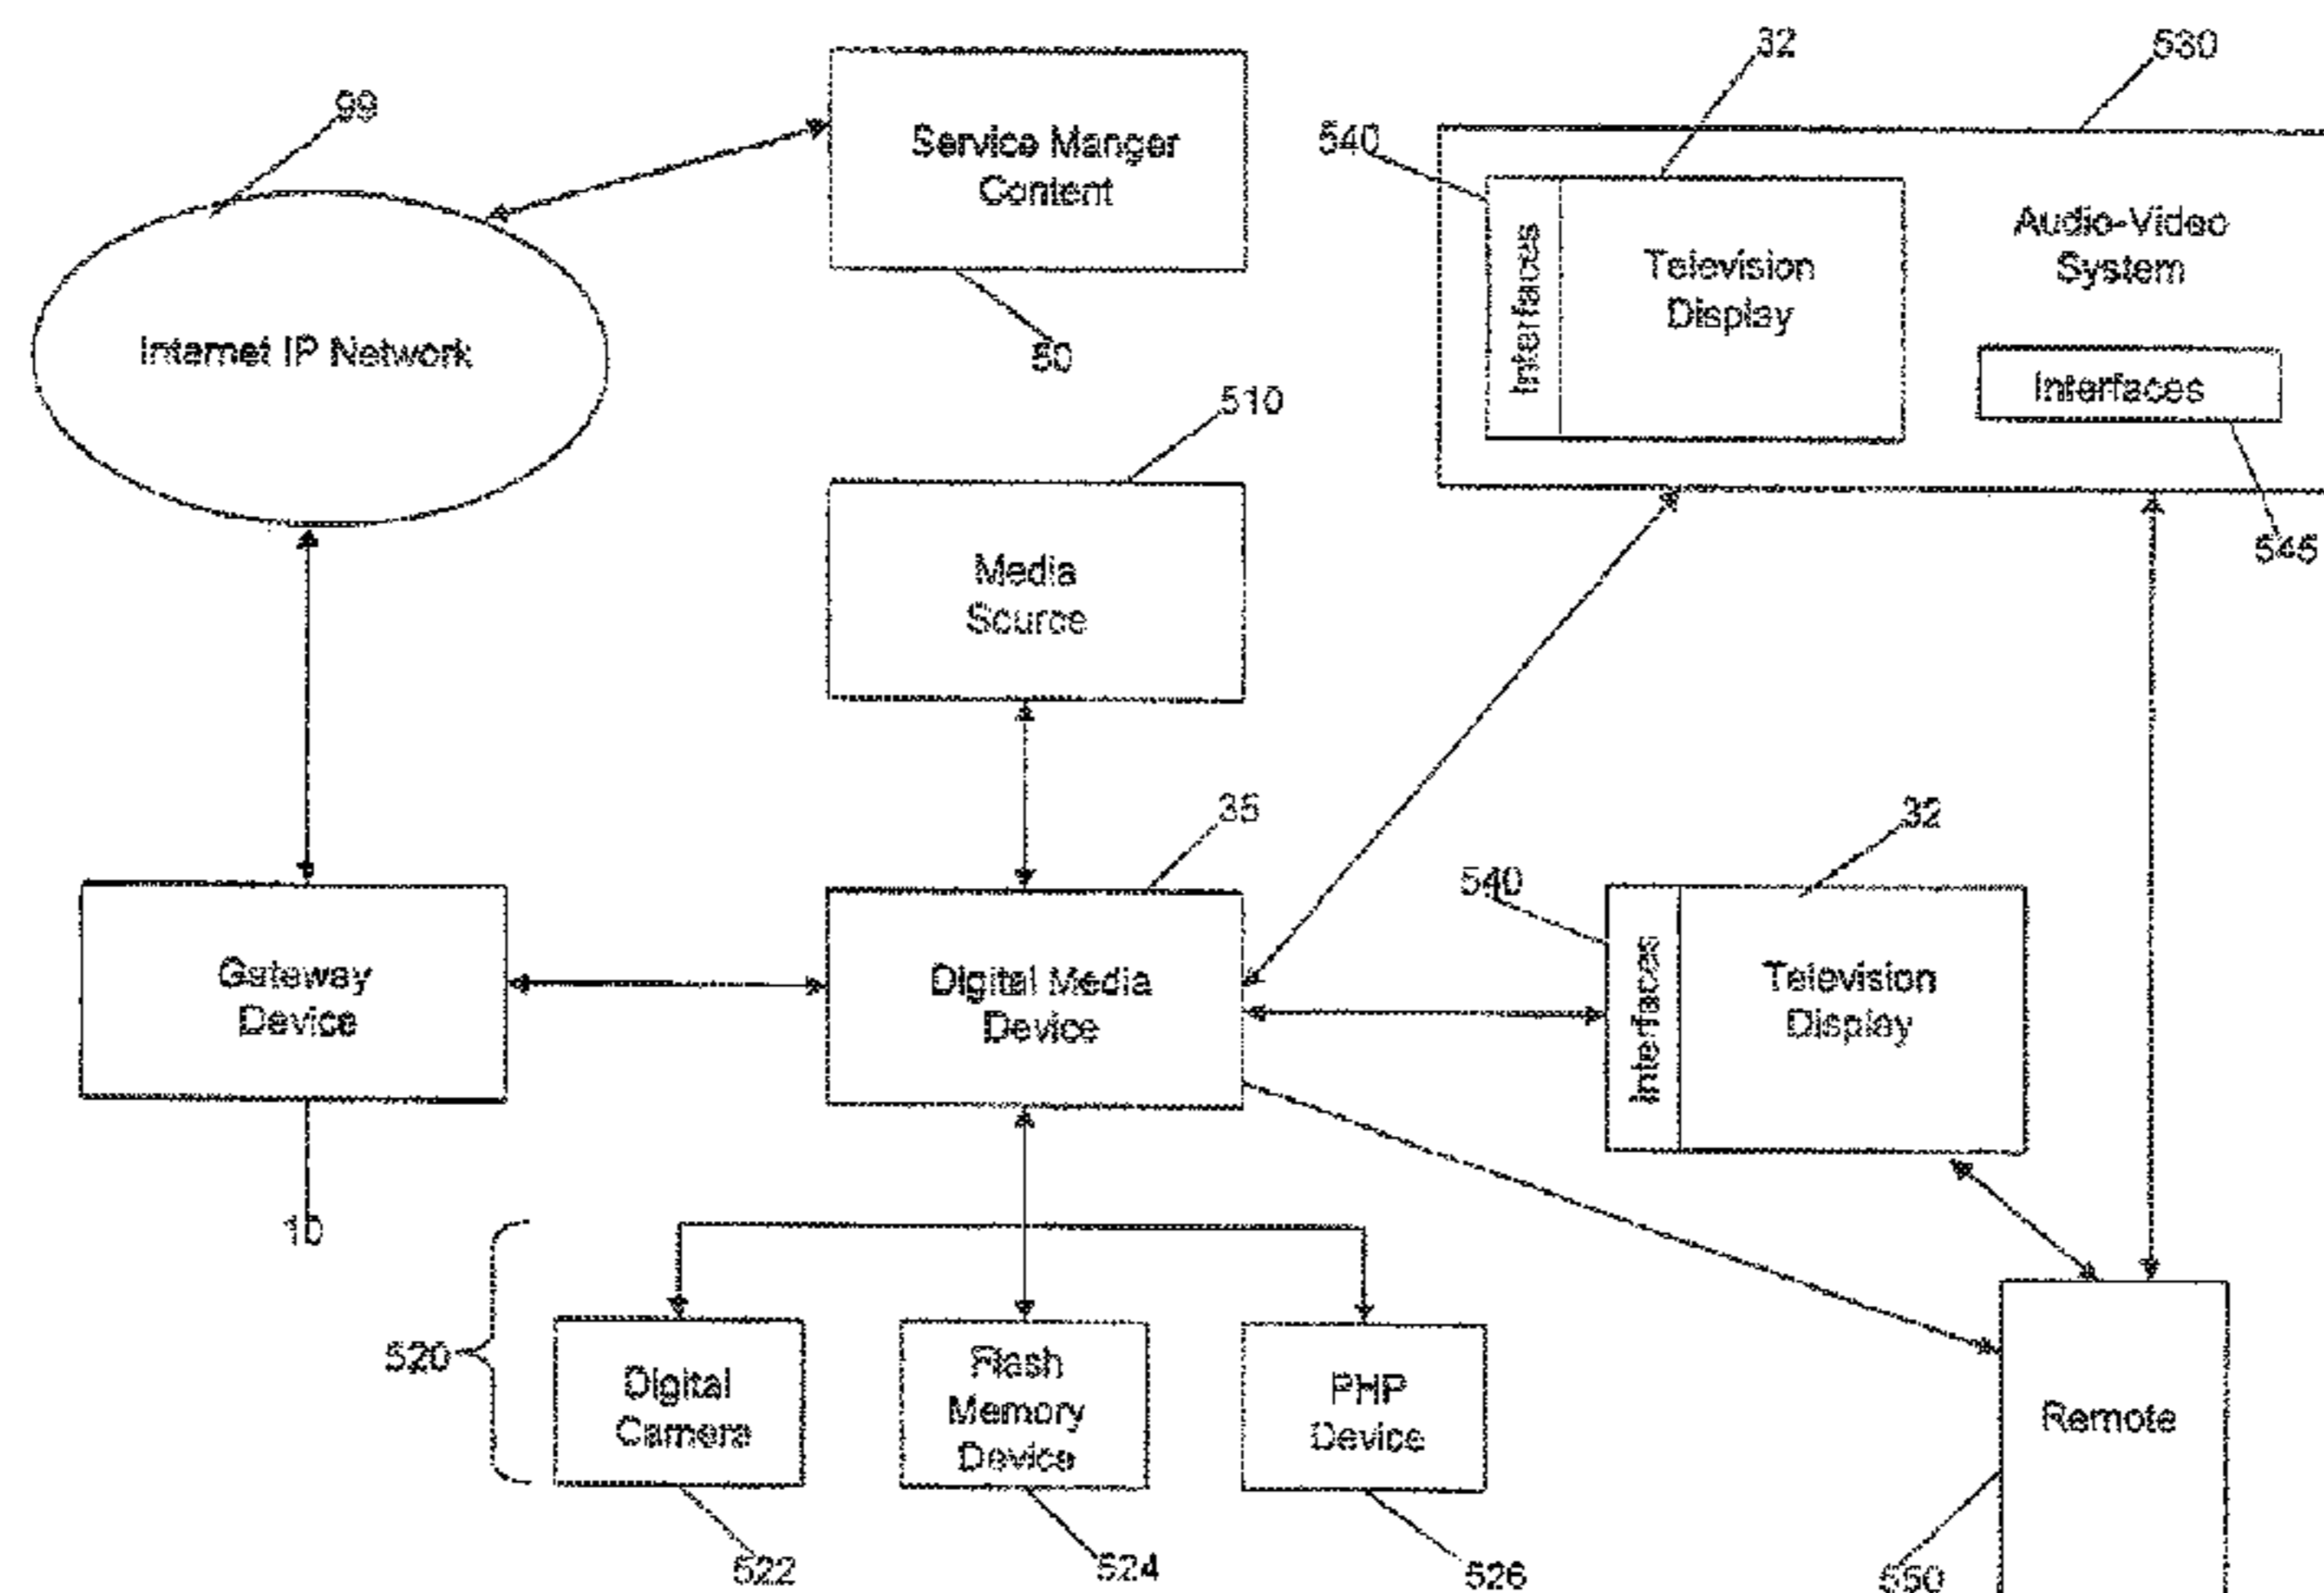 99
Service Manger
Content
50
Internet IP Network
32
530
540
Interfaces
Television
Display
Audio-Video
System
Interfaces
545
510
Media
Source
35
Gateway
Device
10
Digital Media
Device
32
540
Interfaces
Television
Display
520
Digital
Camera
522
Flash
Memory
Device
524
PHP
Device
526
Remote
550